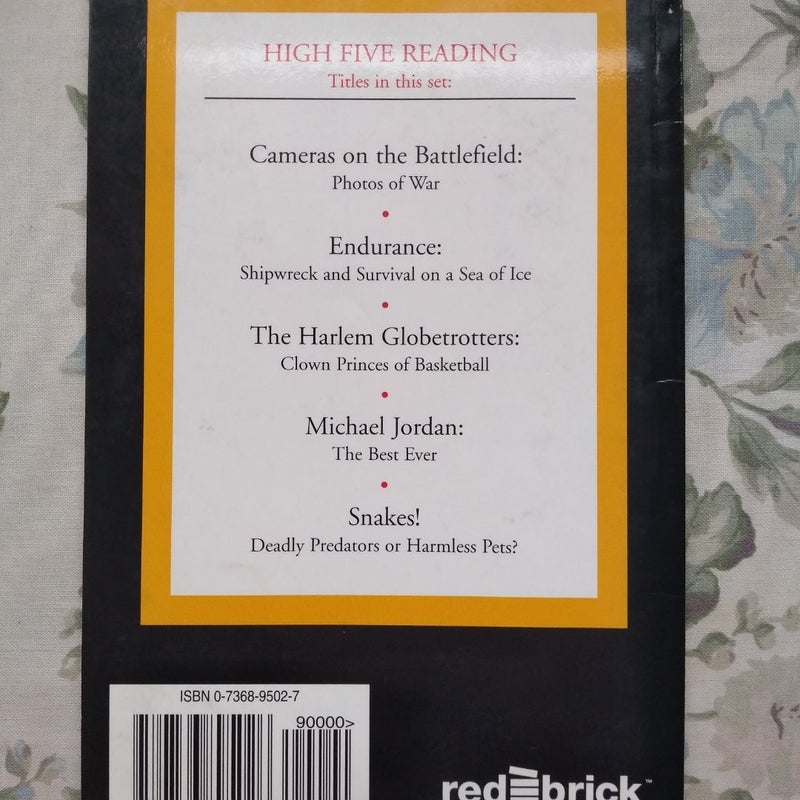 HIGH FIVE READING
Titles in this set:
Cameras on the Battlefield:
Photos of War
Endurance:
Shipwreck and Survival on a Sea of Ice
The Harlem Globetrotters:
Clown Princes of Basketball
Michael Jordan:
The Best Ever
Snakes!
Deadly Predators or Harmless Pets?
ISBN 0-7368-9502-7
90000>
red brick™